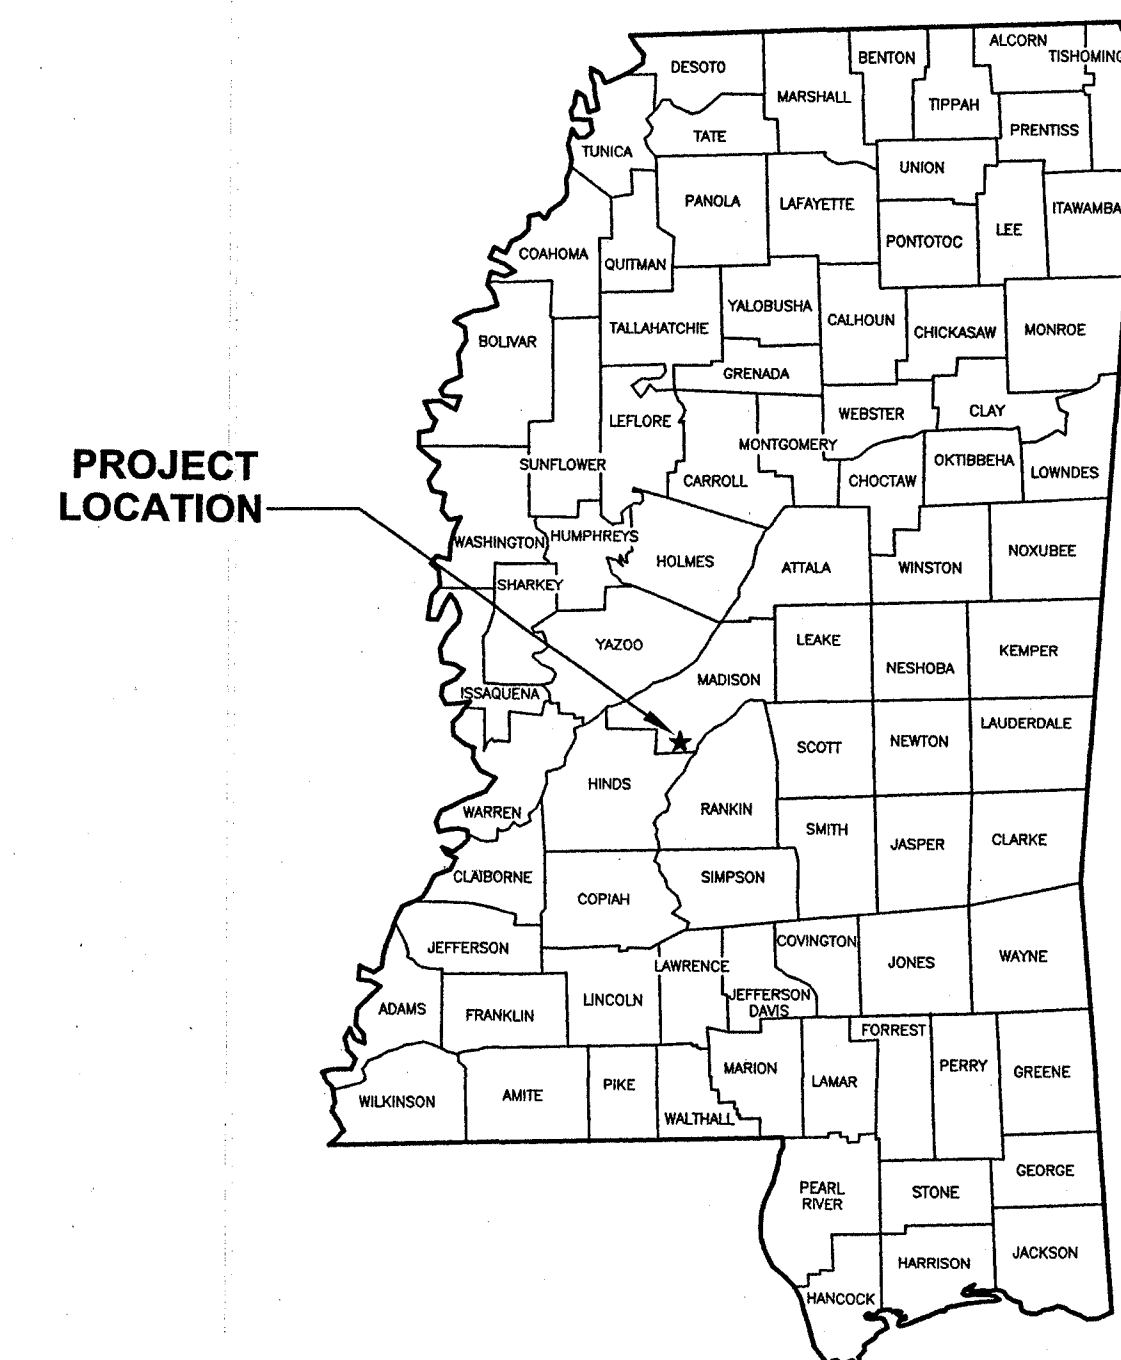 ALCORN
TISHOMING
BENTON
DESOTO
MARSHALL
TIPPAH
PRENTISS
TATE
TUNICA
UNION
PANOLA
LAFAYETTE
ITAWAMBA
LEE
PONTOTOC
COAHOMA
QUITMAN
YALOBUSHA
CALHOUN
TALLAHATCHIE
CHICKASAW
MONROE
BOLIVAR
GRENADA
WEBSTER
CLAY
LEFLORE
MONTGOMERY
PROJECT
LOCATION
SUNFLOWER
OKTIBBEHA
LOWNDES
CARROLL
CHOCTAW
WASHINGTON
HUMPHREYS
NOXUBEE
HOLMES
ATTALA
WINSTON
SHARKEY
YAZOO
LEAKE
KEMPER
NESHOBA
MADISON
ISSAQUENA
LAUDERDALE
SCOTT
NEWTON
HINDS
RANKIN
WARREN
SMITH
JASPER
CLARKE
CLAIBORNE
SIMPSON
COPIAH
COVINGTON
JEFFERSON
LAWRENCE
JONES
WAYNE
JEFFERSON
DAVIS
LINCOLN
ADAMS
FRANKLIN
FORREST
MARION
PERRY
GREENE
LAMAR
PIKE
AMITE
WILKINSON
WALTHALL
GEORGE
PEARL
RIVER
STONE
JACKSON
HARRISON
HANCOCK